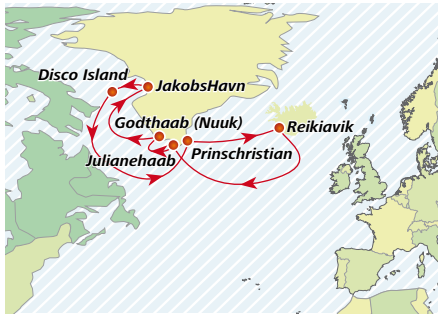 Disco Island
JakobsHavn
Godthaab (Nuuk)
Reikiavik
Julianehaab
Prinschristian